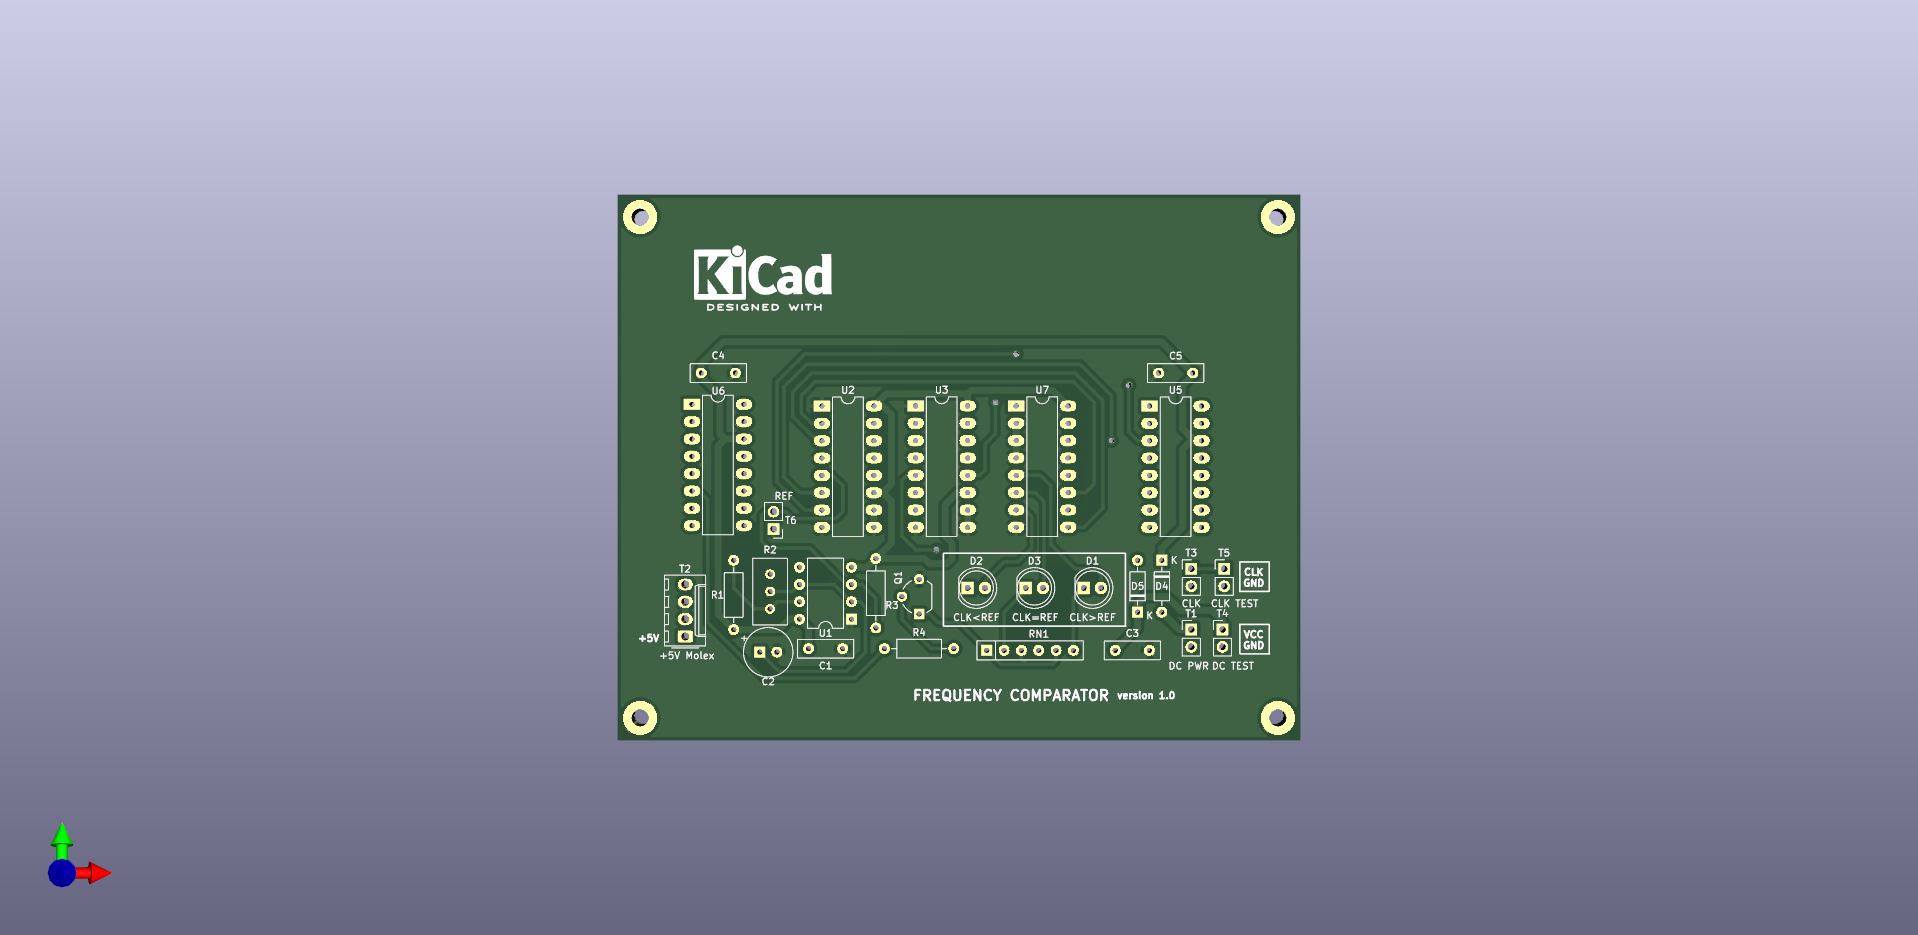 KiCad
DESIGNED WITH
C4
C5
U6
U2
U3
U7
U5
REF
T6
R2
T2
R1
Q1
R3
D2
D3
D1
K
D5
D4
T3
T5
CLK
GND
CLK
CLK TEST
CLK<REF
CLK=REF
CLK>REF
K
T1
T4
VCC
GND
+5V
+5V Molex
+
U1
R4
RN1
C3
C1
C2
DC PWR
DC TEST
FREQUENCY COMPARATOR version 1.0